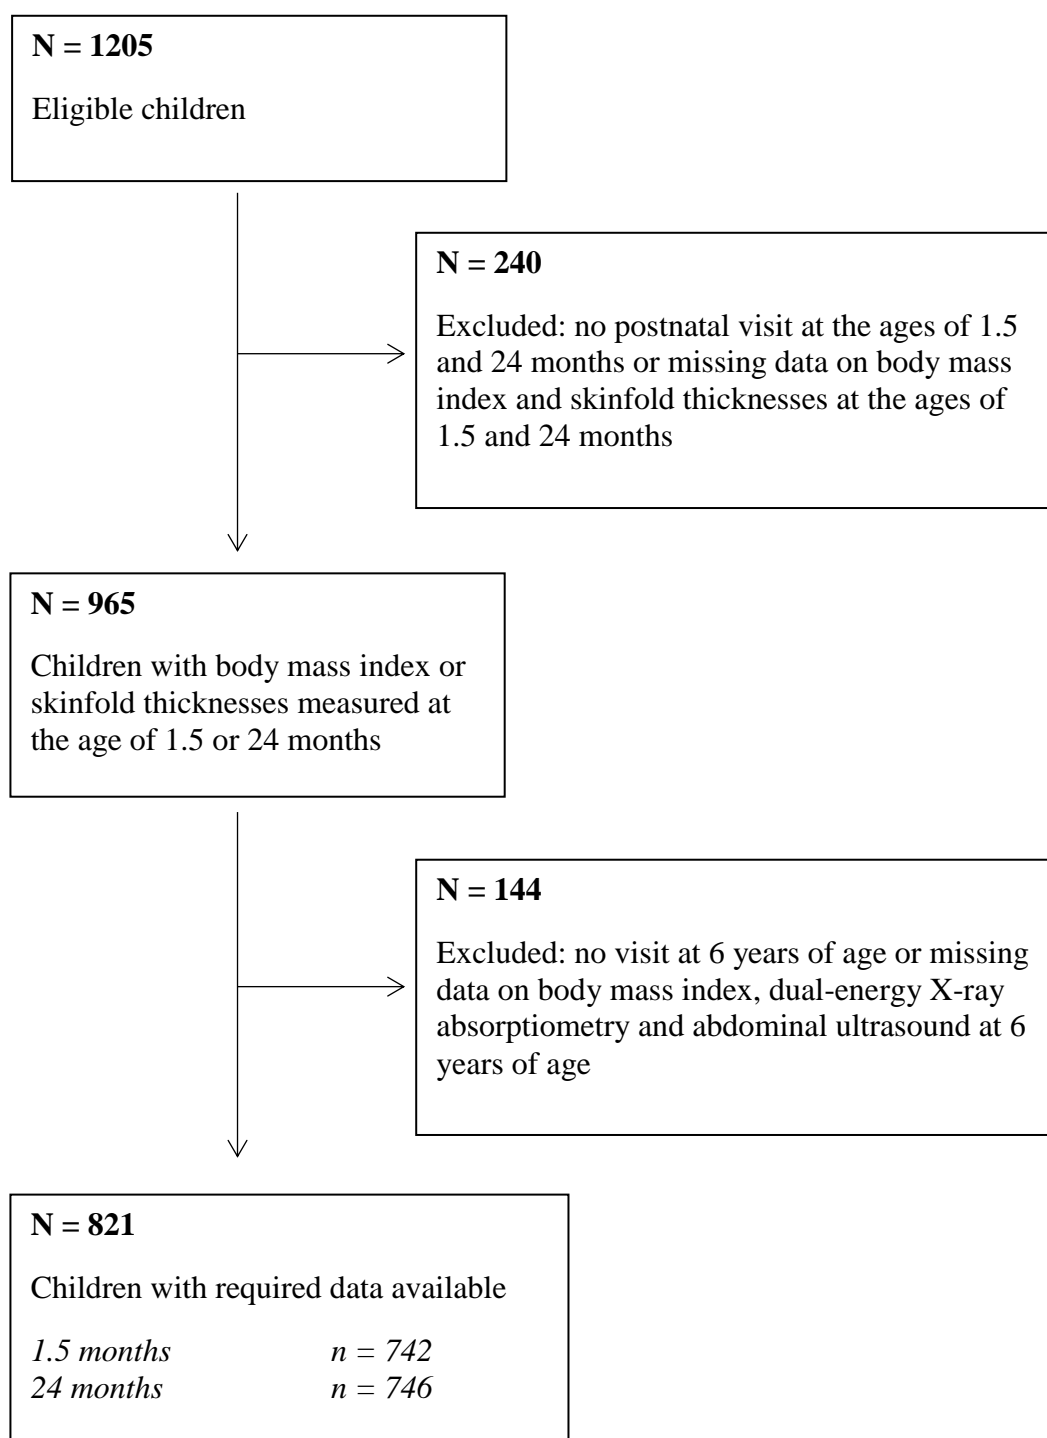 N = 1205
Eligible children
N = 240
Excluded: no postnatal visit at the ages of 1.5
and 24 months or missing data on body mass
index and skinfold thicknesses at the ages of
1.5 and 24 months
N = 965
Children with body mass index or
skinfold thicknesses measured at
the age of 1.5 or 24 months
N = 144
Excluded: no visit at 6 years of age or missing
data on body mass index, dual-energy X-ray
absorptiometry and abdominal ultrasound at 6
years of age
N = 821
Children with required data available
1.5 months n = 742
24 months n = 746